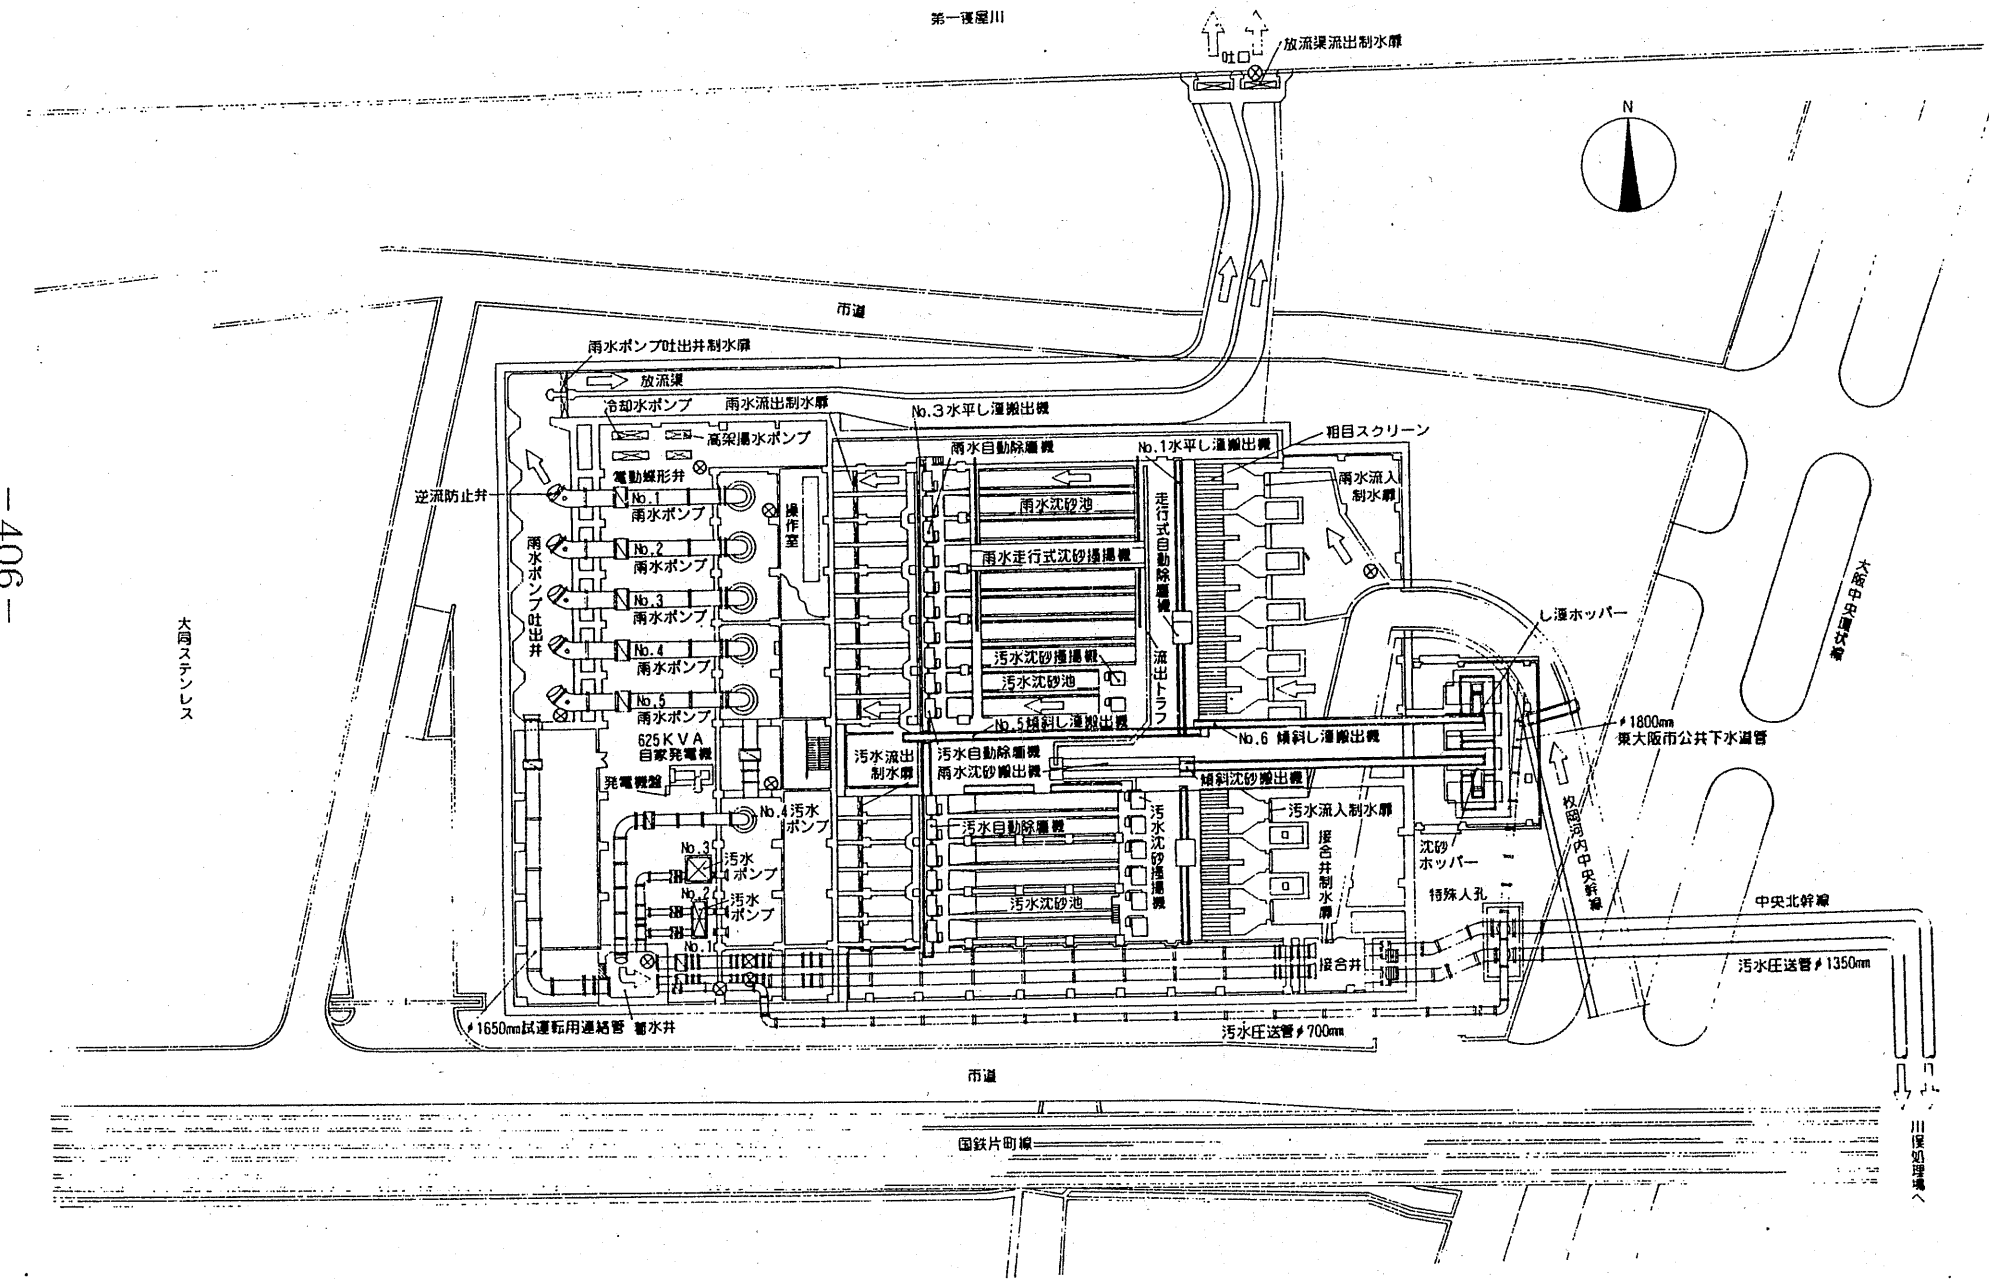 第一寝屋川
吐口
放流渠流出制水扉
N
市道
雨水ポンプ吐出井制水扉
放流渠
冷却水ポンプ
雨水流出制水扉
No.3水平し渣搬出機
高架揚水ポンプ
雨水自動除塵機
No.1水平し渣搬出機
粗目スクリーン
電動蝶形弁
逆流防止弁
No.1
雨水ポンプ
操作室
雨水沈砂池
走行式自動除塵機
雨水流入
制水扉
雨水ポンプ吐出井
No.2
雨水ポンプ
雨水走行式沈砂掻揚機
No.3
雨水ポンプ
No.4
雨水ポンプ
汚水沈砂掻揚機
汚水沈砂池
流出トラフ
し渣ホッパー
大阪中央環状線
大同ステンレス
No.5
雨水ポンプ
No.5傾斜し渣搬出機
No.6 傾斜し渣搬出機
φ1800mm
東大阪市公共下水道管
625KVA
自家発電機
発電機盤
汚水流出
制水扉
汚水自動除塵機
雨水沈砂搬出機
傾斜沈砂搬出機
No.4汚水
ポンプ
汚水自動除塵機
汚水沈砂掻揚機
汚水流入制水扉
接合井制水扉
沈砂
ホッパー
枚岡河内中央幹線
No.3
汚水
ポンプ
No.2
汚水
ポンプ
汚水沈砂池
特殊人孔
中央北幹線
No.1
接合井
汚水圧送管φ1350mm
φ1650mm試運転用連絡管
着水井
汚水圧送管φ700mm
市道
国鉄片町線
川俣処理場へ
－406－